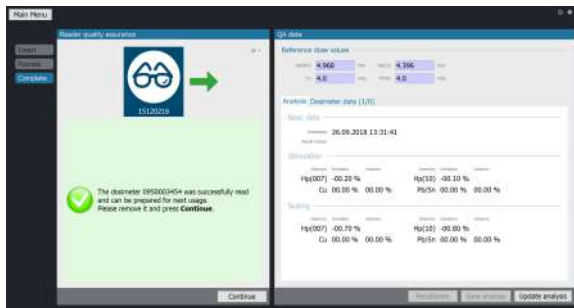 Main Menu
Reader quality assurance
QA data
Insert
Process
Complete
15120216
The dosimeter 0950003454 was successfully read
and can be prepared for next usage.
Please remove it and press Continue.
Continue
Reference dose values
4.960
4.396
Cu 4.0
4.0
Analysis Dosimeter data (1/0)
Basic data
26.09.2018 13:31:41
Stimulation
Hp(007) -00.20 % Hp(10) -00.10 %
Cu 00.00 % 00.00 % Pb/Sn 00.00 % 00.00 %
Hp(007) -00.70 % Hp(10) -00.80 %
Cu 00.00 % 00.00 % Pb/Sn 00.00 % 00.00 %
Recalibrate Save analysis Update analysis